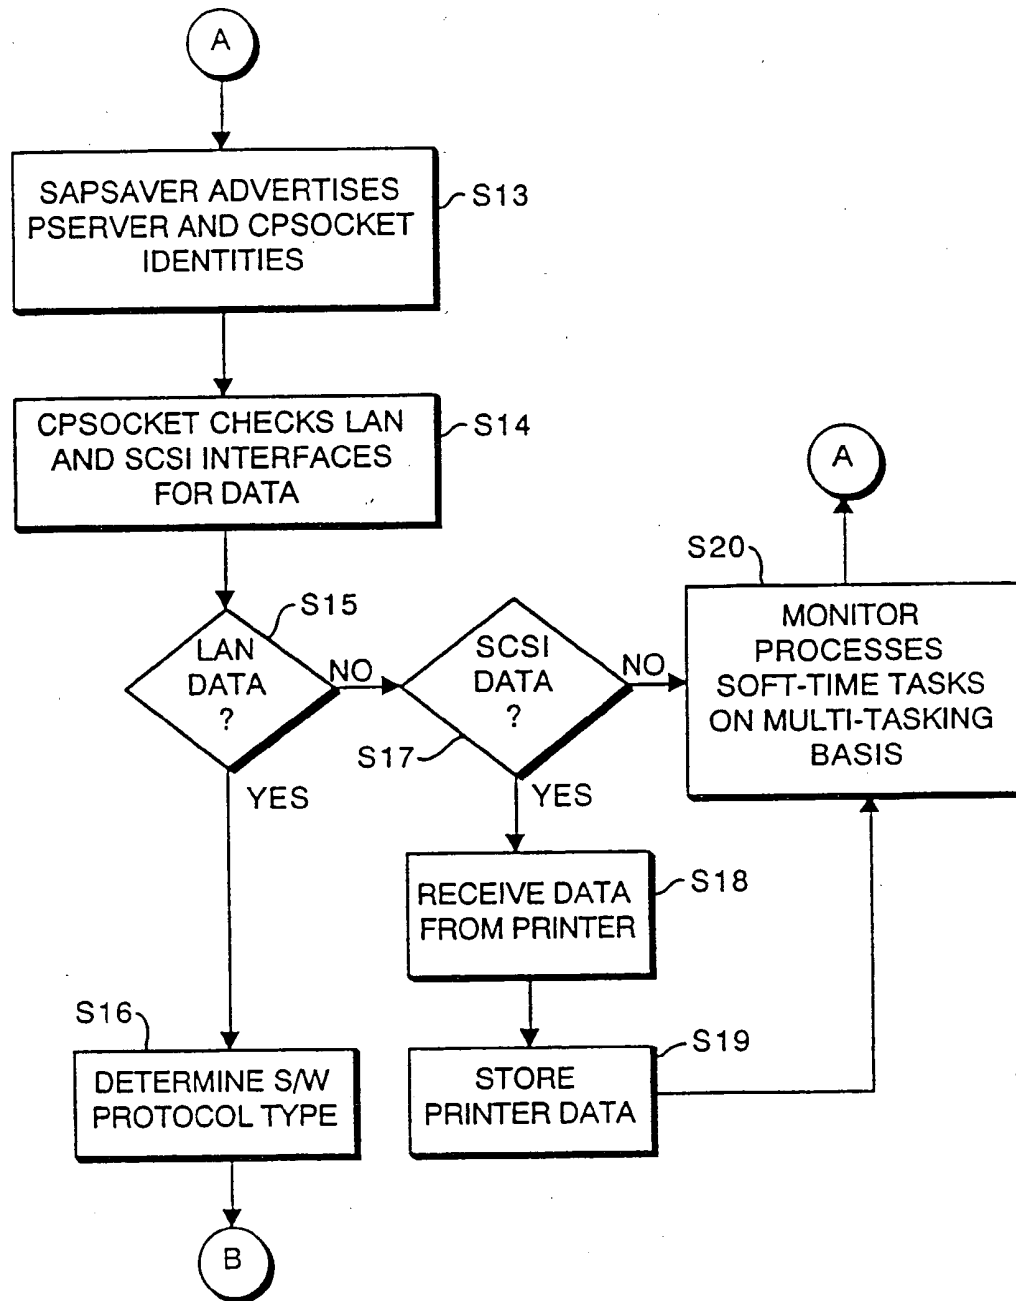 A
SAPSAVER ADVERTISES
PSERVER AND CPSOCKET
IDENTITIES
S13
CPSOCKET CHECKS LAN
AND SCSI INTERFACES
FOR DATA
S14
A
S20
MONITOR
PROCESSES
SOFT-TIME TASKS
ON MULTI-TASKING
BASIS
S15
LAN
DATA
?
NO
YES
SCSI
DATA
?
S17
NO
YES
RECEIVE DATA
FROM PRINTER
S18
STORE
PRINTER DATA
S19
S16
DETERMINE S/W
PROTOCOL TYPE
B